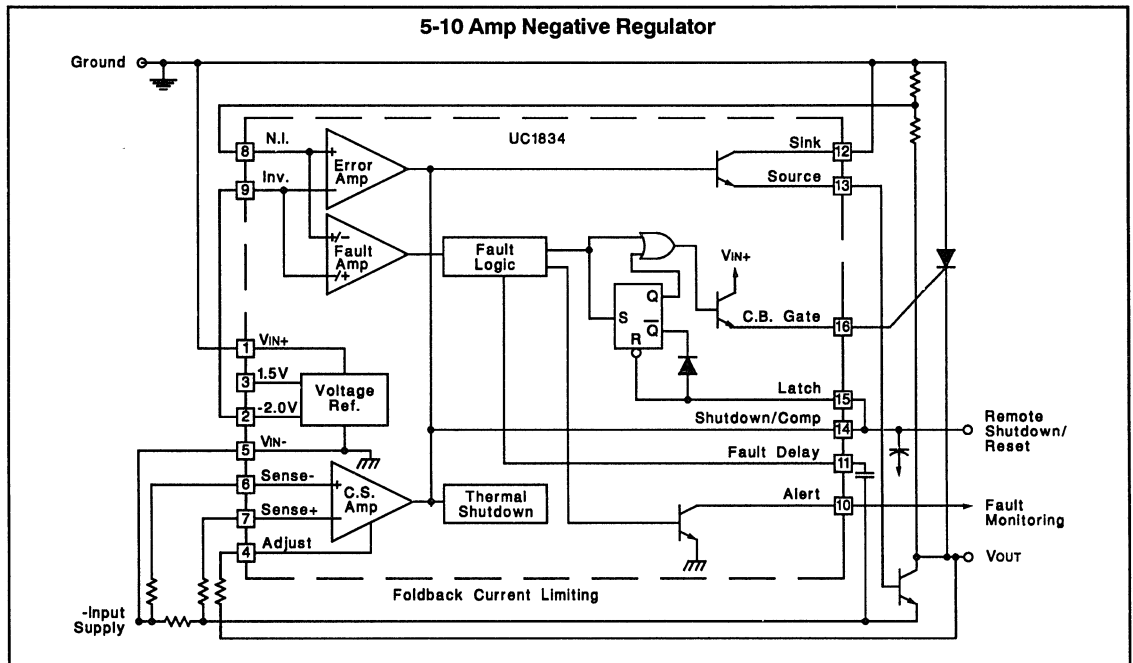 5-10 Amp Negative Regulator
Ground
UC1834
N.I.
8
Error
Amp
Sink
12
Inv.
9
Source
13
+
−
+/-
Fault
Amp
-/+
Fault
Logic
VIN+
Q
S
Q
R
C.B. Gate
16
1
VIN+
3
1.5V
Voltage
Ref.
2
-2.0V
Latch
15
Shutdown/Comp
14
Remote
Shutdown/
Reset
5
VIN-
Fault Delay
11
6
Sense-
+
C.S.
Amp
−
7
Sense+
Thermal
Shutdown
Alert
10
Fault
Monitoring
4
Adjust
VOUT
Foldback Current Limiting
-Input
Supply